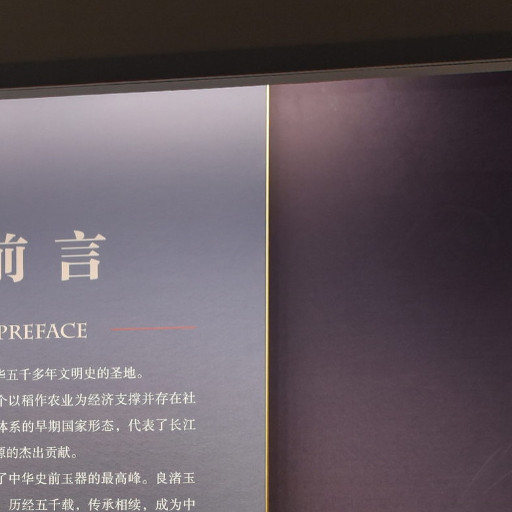 前言
PREFACE
华五千多年文明史的圣地。
个以稻作农业为经济支撑并存在社
体系的早期国家形态，代表了长江
源的杰出贡献。
了中华史前玉器的最高峰。良渚玉
历经五千载，传承相续，成为中